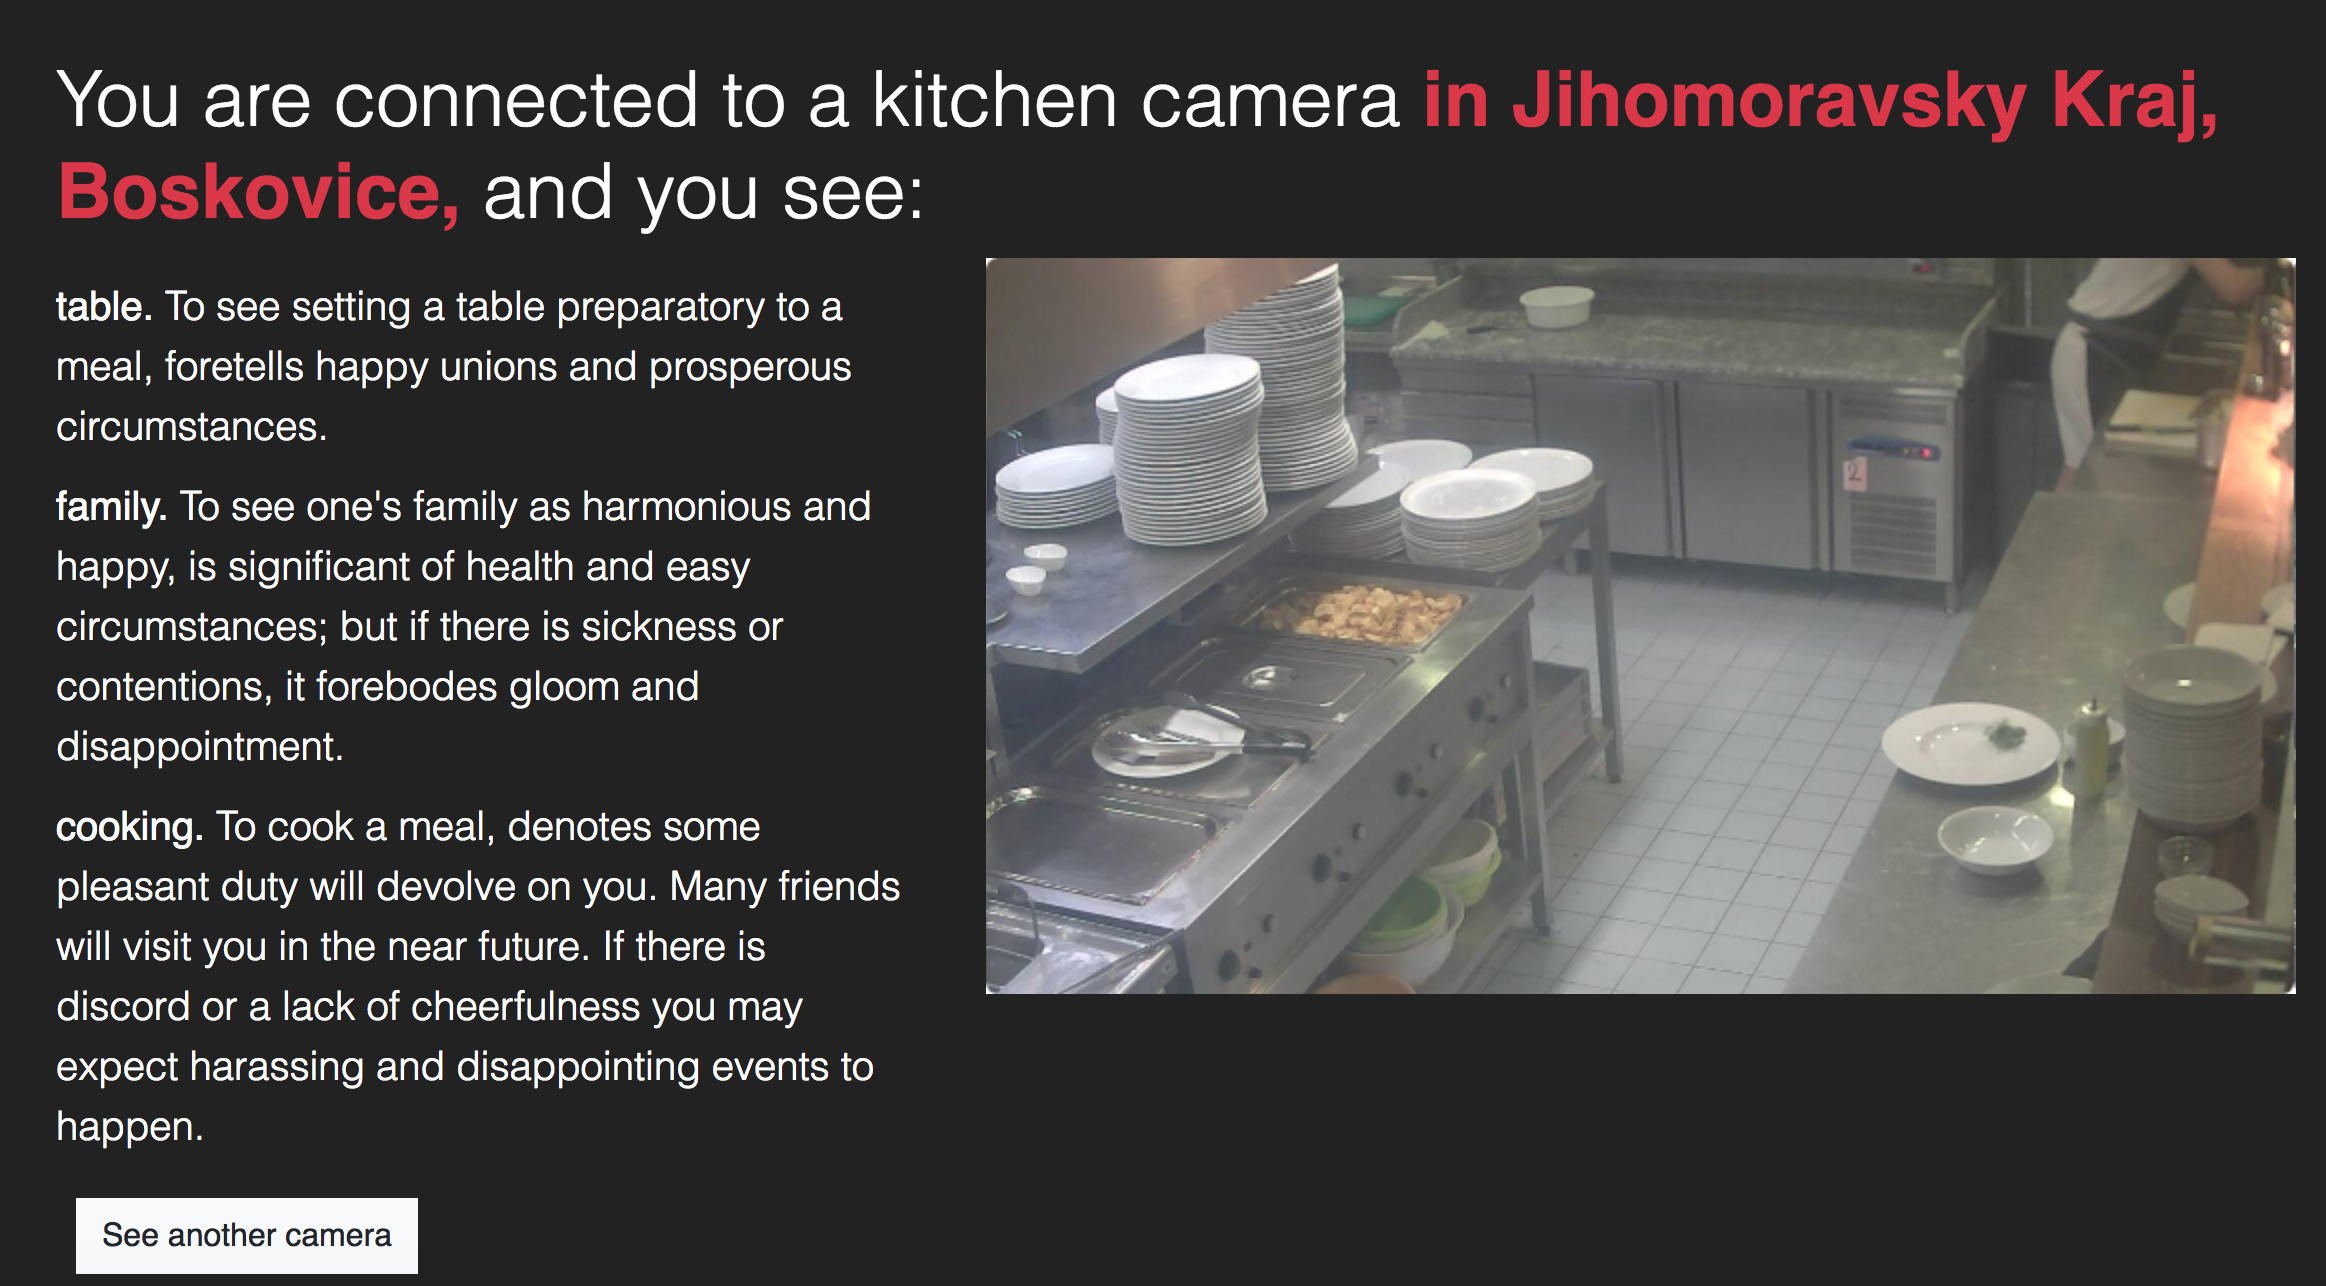 You are connected to a kitchen camera in Jihomoravsky Kraj,
Boskovice, and you see:
table. To see setting a table preparatory to a
meal, foretells happy unions and prosperous
circumstances.
family. To see one's family as harmonious and
happy, is significant of health and easy
circumstances; but if there is sickness or
contentions, it forebodes gloom and
disappointment.
cooking. To cook a meal, denotes some
pleasant duty will devolve on you. Many friends
will visit you in the near future. If there is
discord or a lack of cheerfulness you may
expect harassing and disappointing events to
happen.
See another camera
2